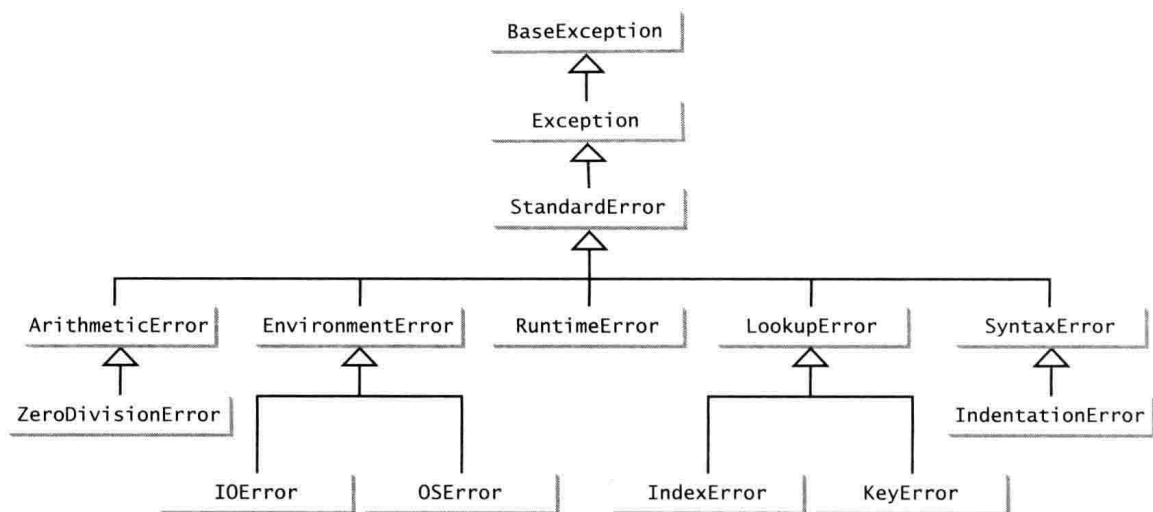 BaseException
Exception
StandardError
ArithmeticError
EnvironmentError
RuntimeError
LookupError
SyntaxError
ZeroDivisionError
IndentationError
IOError
OSError
IndexError
KeyError